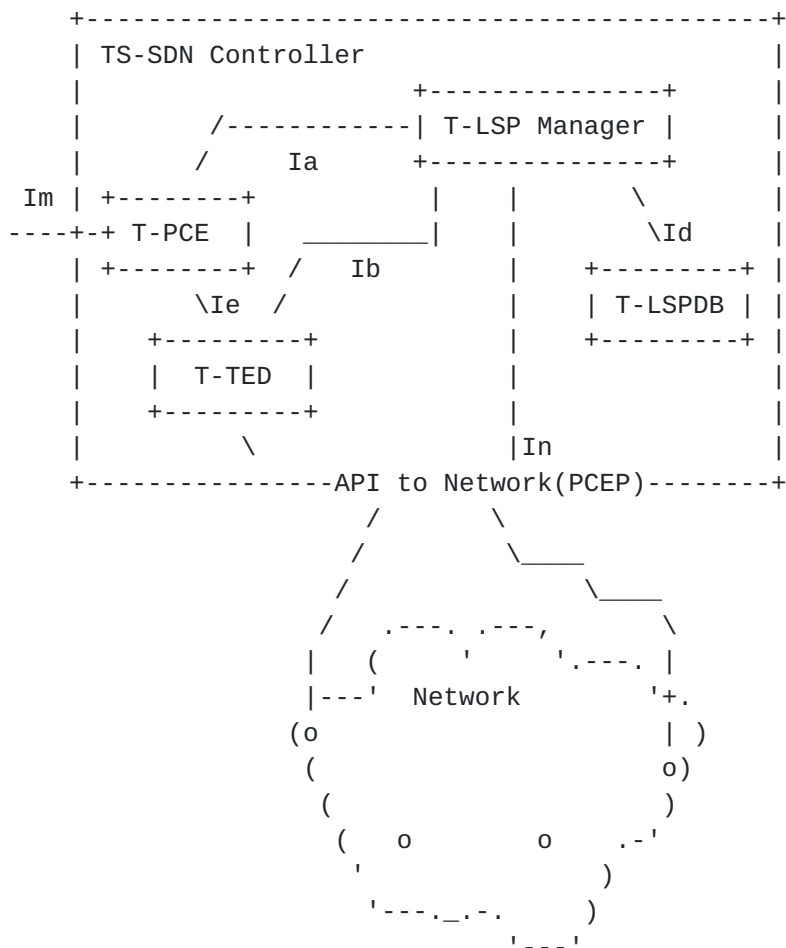 TS-SDN Controller
T-LSP Manager
Ia
Im
T-PCE
Id
Ib
Ie
T-LSPDB
T-TED
In
API to Network(PCEP)
Network